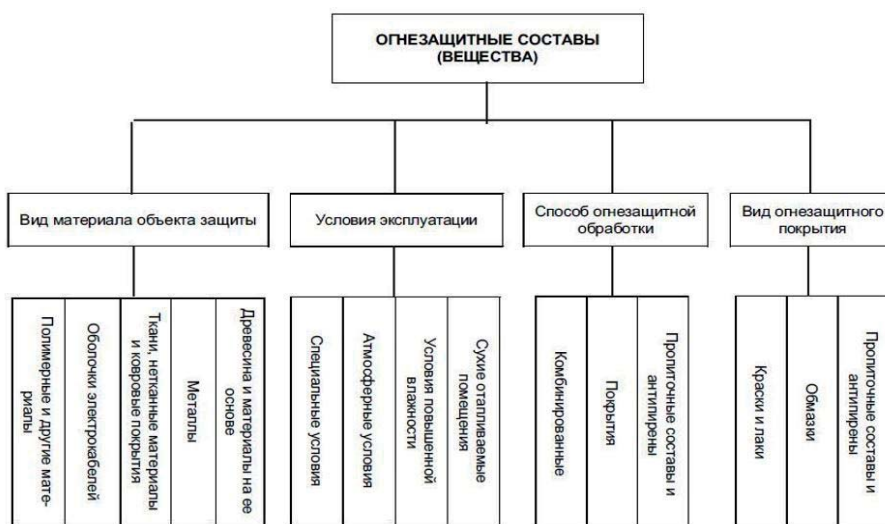 ОГНЕЗАЩИТНЫЕ СОСТАВЫ
(ВЕЩЕСТВА)
Вид материала объекта защиты
Условия эксплуатации
Способ огнезащитной
обработки
Вид огнезащитного
покрытия
Полимерные и другие мате-
риалы
Оболочки электрокабелей
Ткани, нетканные материалы
и ковровые покрытия
Металлы
Древесина и материалы на ее
основе
Специальные условия
Атмосферные условия
Условия повышенной
влажности
Сухие отапливаемые
помещения
Комбинированные
Покрытия
Пропиточные составы и
антипирены
Краски и лаки
Обмазки
Пропиточные составы и
антипирены